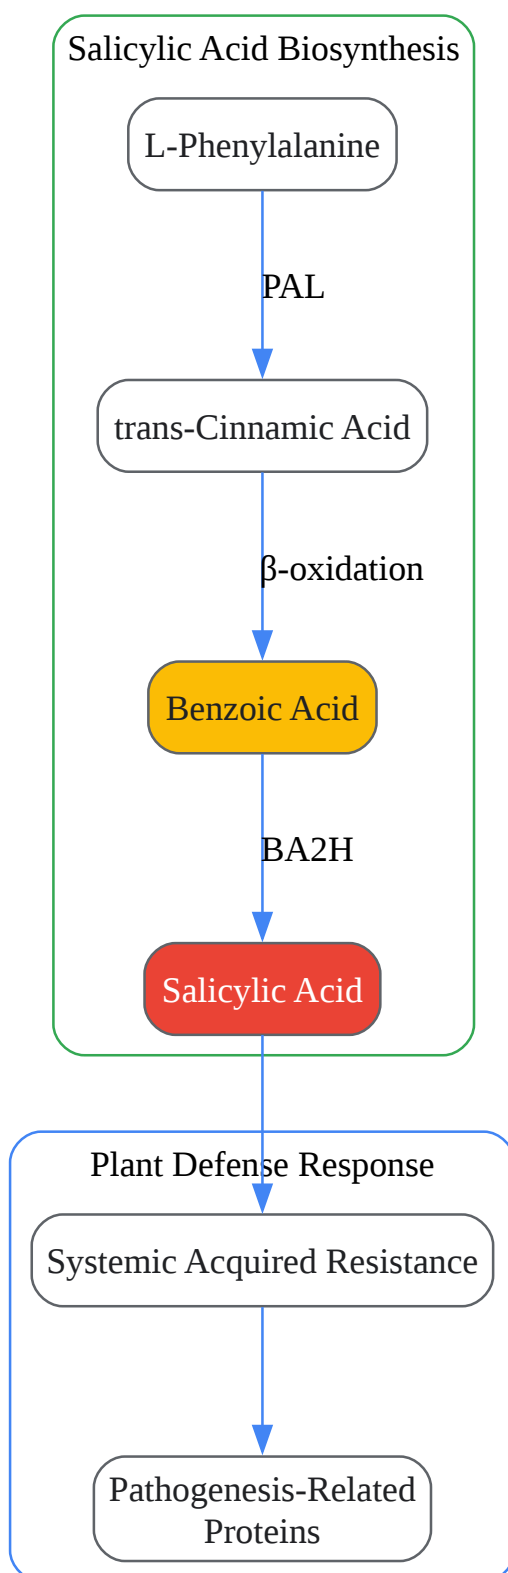 Salicylic Acid Biosynthesis
L-Phenylalanine
PAL
trans-Cinnamic Acid
β-oxidation
Benzoic Acid
BA2H
Salicylic Acid
Plant Defense Response
Systemic Acquired Resistance
Pathogenesis-Related
Proteins